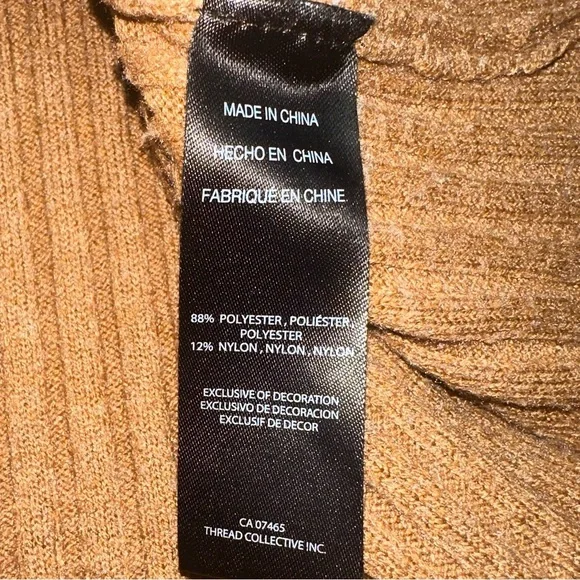 MADE IN CHINA
HECHO EN CHINA
FABRIQUE EN CHINE
88% POLYESTER, POLIÉSTER,
POLYESTER
12% NYLON, NYLON, NYLON
EXCLUSIVE OF DECORATION
EXCLUSIVO DE DECORACION
EXCLUSIF DE DECOR
CA 07465
THREAD COLLECTIVE INC.